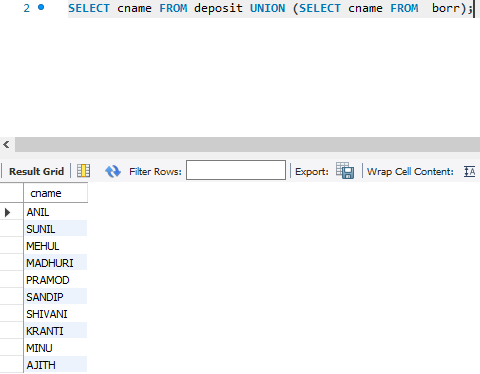 2 SELECT cname FROM deposit UNION (SELECT cname FROM  borr);
Result Grid Filter Rows: Export: Wrap Cell Content:
cname
ANIL
SUNIL
MEHUL
MADHURI
PRAMOD
SANDIP
SHIVANI
KRANTI
MINU
AJITH